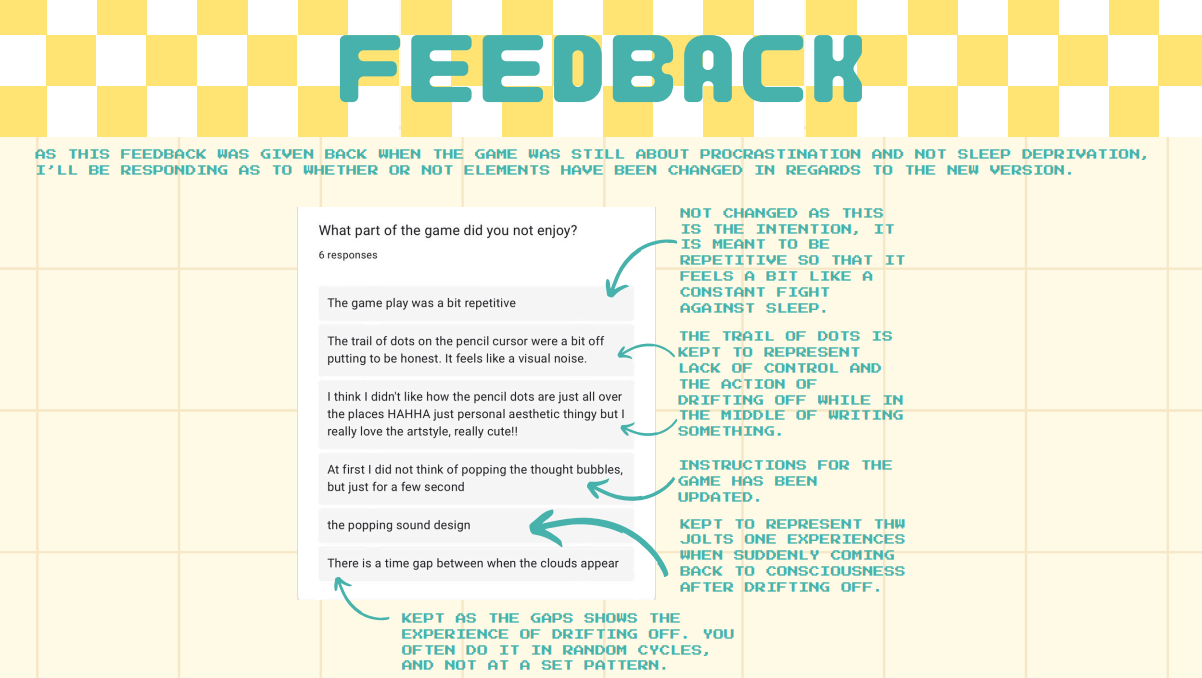 FEEDBACK
AS THIS FEEDBACK WAS GIVEN BACK WHEN THE GAME WAS STILL ABOUT PROCRASTINATION AND NOT SLEEP DEPRIVATION,
I'LL BE RESPONDING AS TO WHETHER OR NOT ELEMENTS HAVE BEEN CHANGED IN REGARDS TO THE NEW VERSION.
What part of the game did you not enjoy?
6 responses
The game play was a bit repetitive
The trail of dots on the pencil cursor were a bit off
putting to be honest. It feels like a visual noise.
I think I didn't like how the pencil dots are just all over
the places HAHHA just personal aesthetic thingy but I
really love the artstyle, really cute!!
At first I did not think of popping the thought bubbles,
but just for a few second
the popping sound design
There is a time gap between when the clouds appear
NOT CHANGED AS THIS
IS THE INTENTION, IT
IS MEANT TO BE
REPETITIVE SO THAT IT
FEELS A BIT LIKE A
CONSTANT FIGHT
AGAINST SLEEP.
THE TRAIL OF DOTS IS
KEPT TO REPRESENT
LACK OF CONTROL AND
THE ACTION OF
DRIFTING OFF WHILE IN
THE MIDDLE OF WRITING
SOMETHING.
INSTRUCTIONS FOR THE
GAME HAS BEEN
UPDATED.
KEPT TO REPRESENT THW
JOLTS ONE EXPERIENCES
WHEN SUDDENLY COMING
BACK TO CONSCIOUSNESS
AFTER DRIFTING OFF.
KEPT AS THE GAPS SHOWS THE
EXPERIENCE OF DRIFTING OFF. YOU
OFTEN DO IT IN RANDOM CYCLES,
AND NOT AT A SET PATTERN.